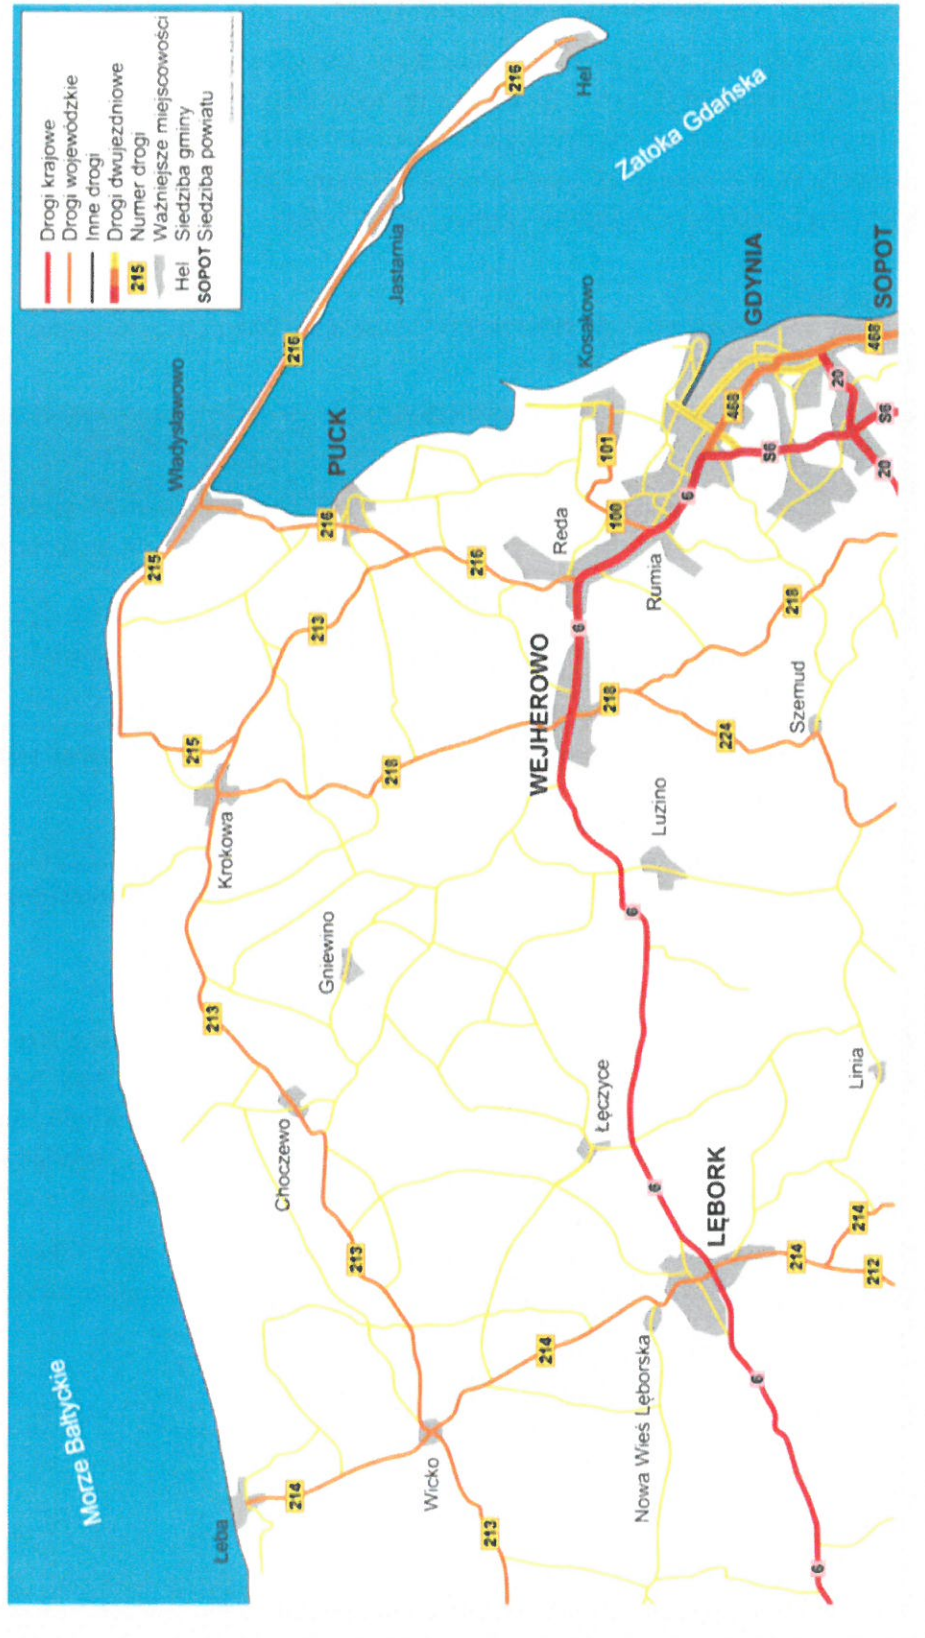 Drogi krajowe
Drogi wojewódzkie
Inne drogi
Drogi dwujezdniowe
215 Numer drogi
Ważniejsze miejscowości
Hel Siedziba gminy
SOPOT Siedziba powiatu
Morze Bałtyckie
Zatoka Gdańska
Łeba
214
Wicko
213
213
214
Nowa Wieś Lęborska
6
6
LĘBORK
214
214
212
6
Łęczyce
Linia
Choczewo
213
Gniewino
Krokowa
215
218
213
215
Władysławowo
216
216
Jastarnia
216
Hel
PUCK
216
216
Reda
WEJHEROWO
6
218
224
218
Szemud
Luzino
6
Rumia
100
101
Kosakowo
6
468
GDYNIA
S6
20
20
S6
468
SOPOT